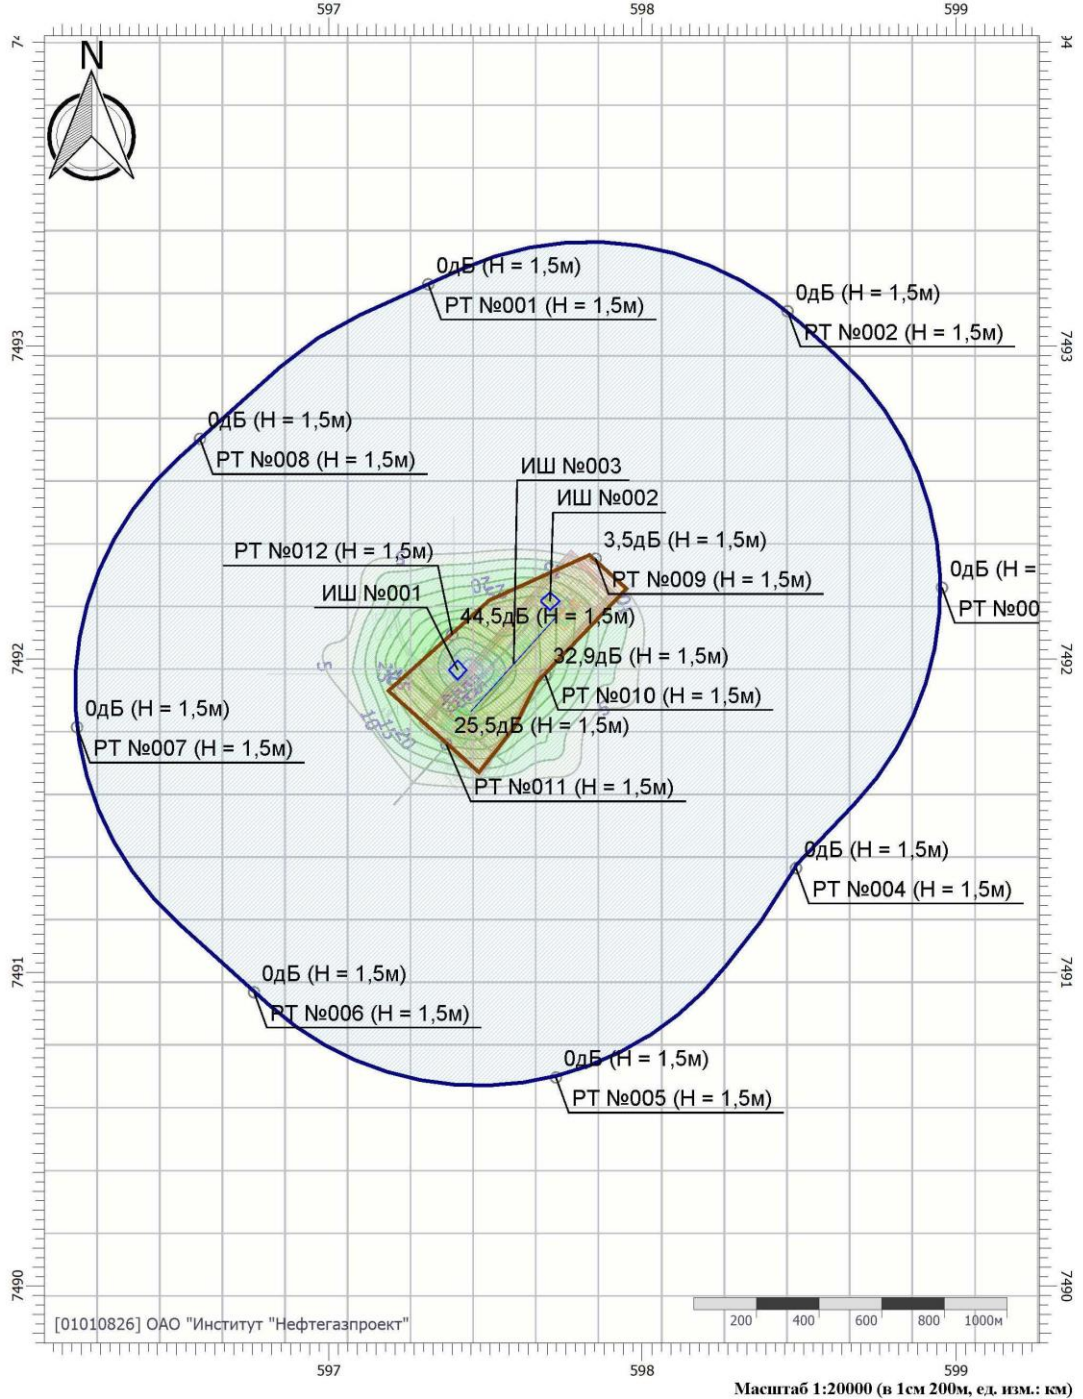 597 598 599
74
94
N
0дБ (H = 1,5м)
РТ №001 (H = 1,5м)
0дБ (H = 1,5м)
РТ №002 (H = 1,5м)
7493
7493
0дБ (H = 1,5м)
РТ №008 (H = 1,5м)
ИШ №003
ИШ №002
РТ №012 (H = 1,5м)
3,5дБ (H = 1,5м)
РТ №009 (H = 1,5м)
ИШ №001
44,5дБ (H = 1,5м)
0дБ (H =
РТ №00
7492
7492
32,9дБ (H = 1,5м)
РТ №010 (H = 1,5м)
5
10
15
20
25,5дБ (H = 1,5м)
РТ №011 (H = 1,5м)
0дБ (H = 1,5м)
РТ №007 (H = 1,5м)
0дБ (H = 1,5м)
РТ №004 (H = 1,5м)
7491
7491
0дБ (H = 1,5м)
РТ №006 (H = 1,5м)
0дБ (H = 1,5м)
РТ №005 (H = 1,5м)
7490
7490
200 400 600 800 1000м
[01010826] ОАО "Институт "Нефтегазпроект"
597 598 599
Масштаб 1:20000 (в 1см 200м, ед. изм.: км)